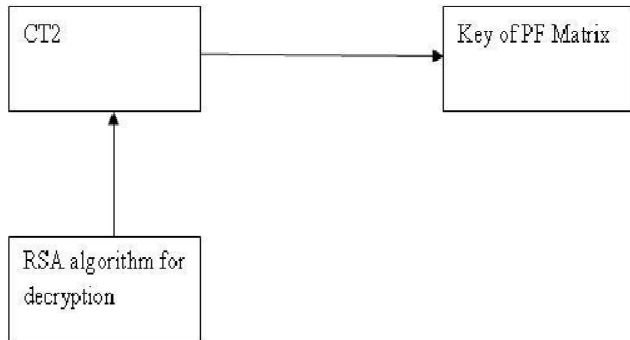 CT2
Key of PF Matrix
RSA algorithm for
decryption